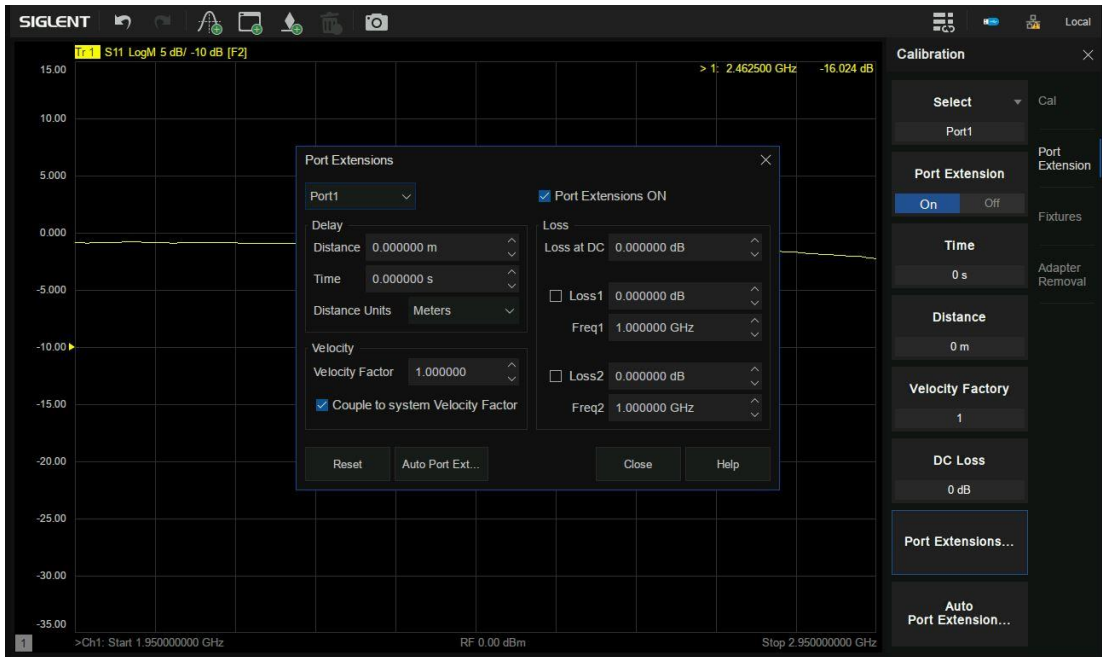 SIGLENT
Local
Tr 1 S11 LogM 5 dB/ -10 dB [F2]
> 1: 2.462500 GHz -16.024 dB
15.00
10.00
5.000
0.000
-5.000
-10.00
-15.00
-20.00
-25.00
-30.00
-35.00
Port Extensions
Port1
Port Extensions ON
Delay
Distance 0.000000 m
Time 0.000000 s
Distance Units Meters
Velocity
Velocity Factor 1.000000
Couple to system Velocity Factor
Loss
Loss at DC 0.000000 dB
Loss1 0.000000 dB
Freq1 1.000000 GHz
Loss2 0.000000 dB
Freq2 1.000000 GHz
Reset Auto Port Ext... Close Help
1 >Ch1: Start 1.950000000 GHz RF 0.00 dBm Stop 2.950000000 GHz
Calibration
Select
Port1
Port Extension
On Off
Time
0 s
Distance
0 m
Velocity Factory
1
DC Loss
0 dB
Port Extensions...
Auto
Port Extension...
Cal
Port
Extension
Fixtures
Adapter
Removal